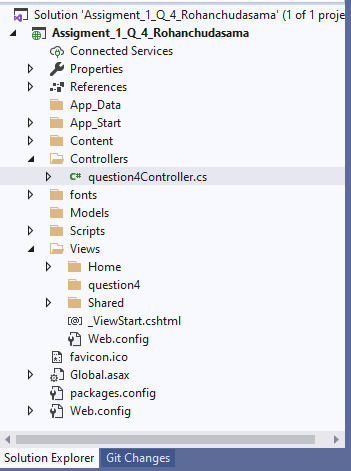 Solution 'Assigment_1_Q_4_Rohanchudasama' (1 of 1 proje
Assigment_1_Q_4_Rohanchudasama
Connected Services
Properties
References
App_Data
App_Start
Content
Controllers
C# question4Controller.cs
fonts
Models
Scripts
Views
Home
question4
Shared
[@] _ViewStart.cshtml
Web.config
favicon.ico
Global.asax
packages.config
Web.config
Solution Explorer Git Changes